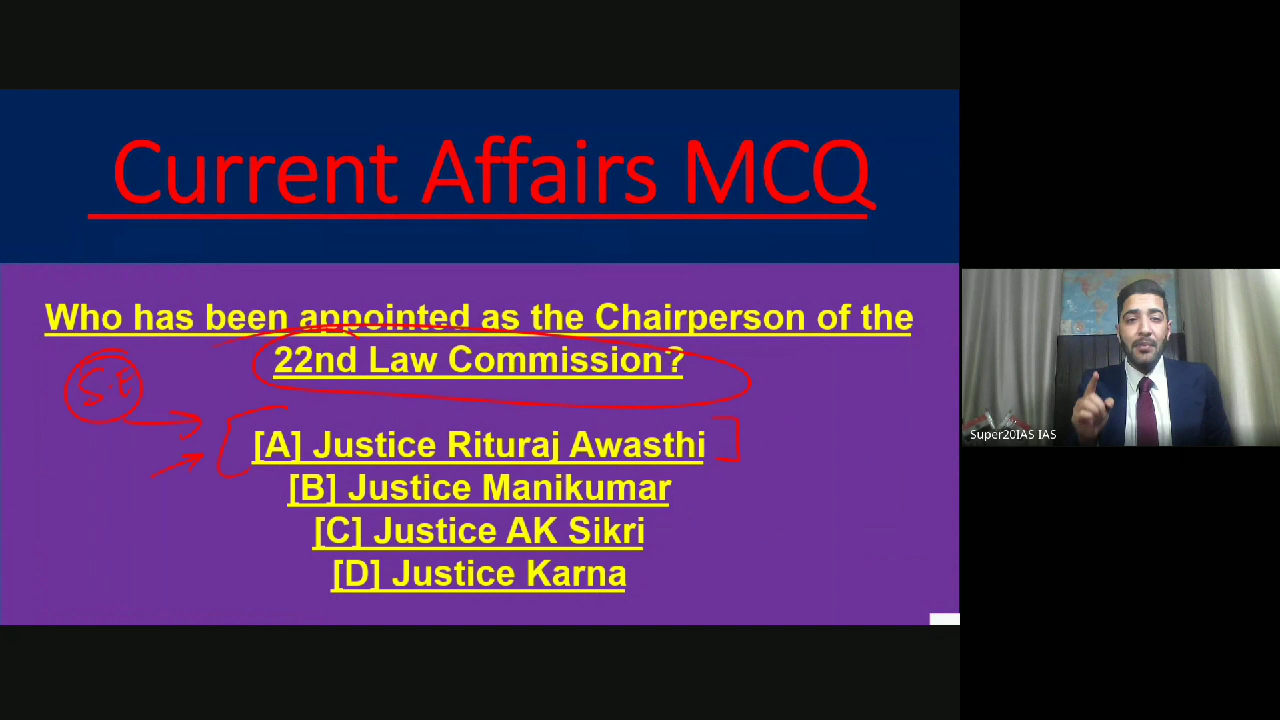 Current Affairs MCQ
Who has been appointed as the Chairperson of the
22nd Law Commission?
[A] Justice Rituraj Awasthi
[B] Justice Manikumar
[C] Justice AK Sikri
[D] Justice Karna
Super20IAS IAS